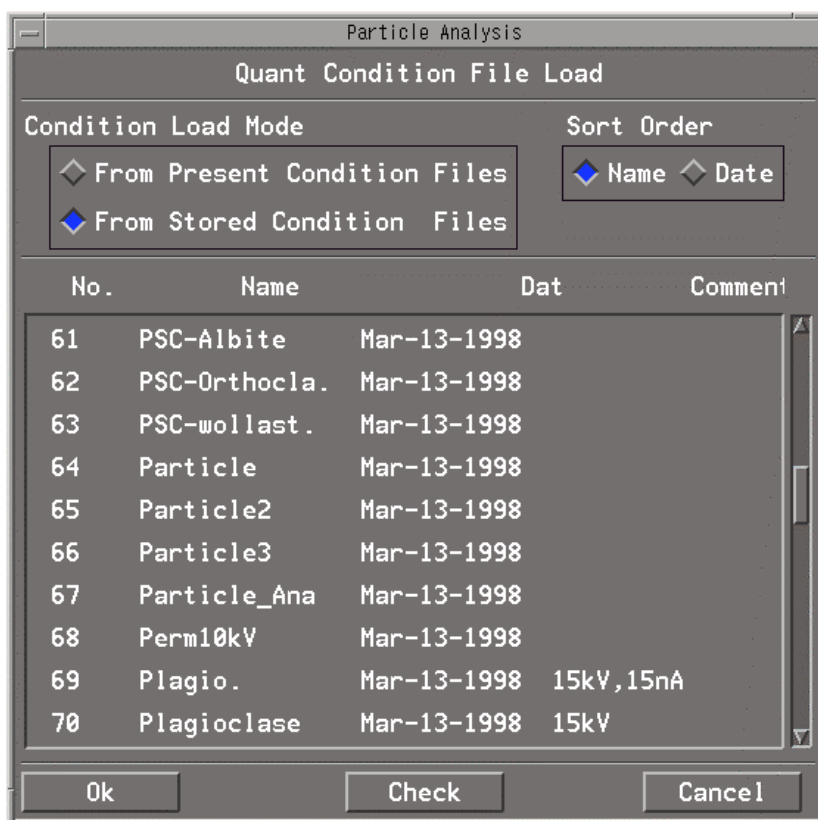 Particle Analysis
Quant Condition File Load
Condition Load Mode
Sort Order
From Present Condition Files
Name Date
From Stored Condition Files
No. Name Dat Comment
61 PSC-Albite Mar-13-1998
62 PSC-Orthocla. Mar-13-1998
63 PSC-wollast. Mar-13-1998
64 Particle Mar-13-1998
65 Particle2 Mar-13-1998
66 Particle3 Mar-13-1998
67 Particle_Ana Mar-13-1998
68 Perm10kV Mar-13-1998
69 Plagio. Mar-13-1998 15kV,15nA
70 Plagioclase Mar-13-1998 15kV
Ok Check Cancel